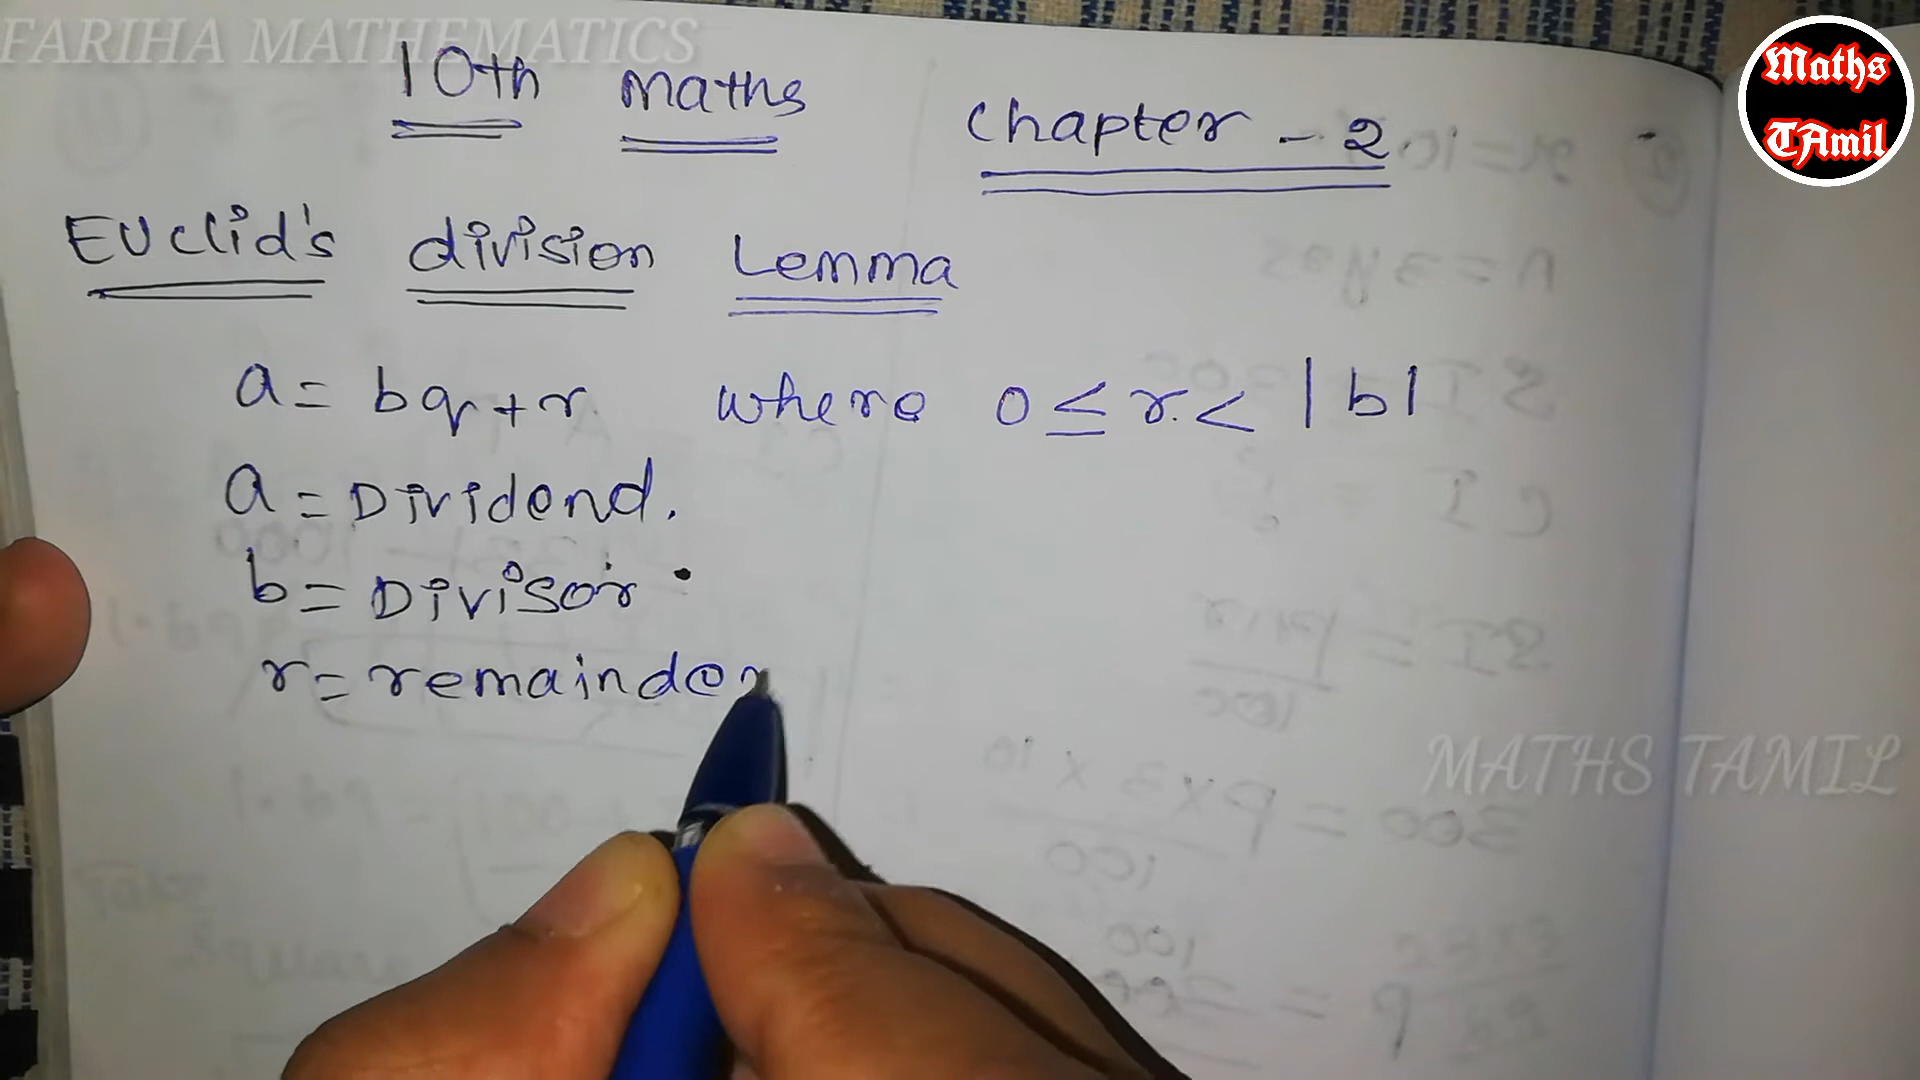 FARIHA MATHEMATICS
Maths
TAmil
10th maths chapter - 2
Euclid's division Lemma
a = bq + r where 0 ≤ r < |b|
a = Dividend.
b = Divisor
r = remainder
MATHS TAMIL